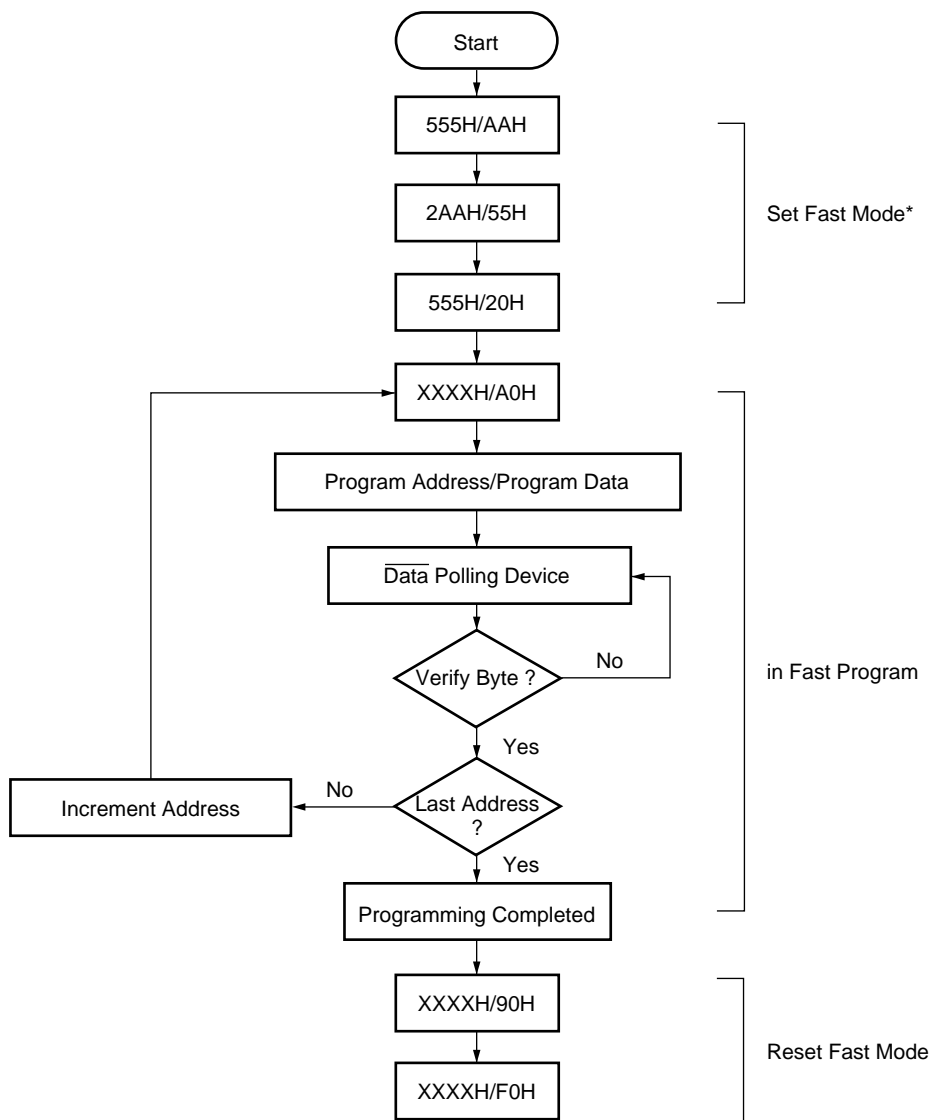 Start
555H/AAH
2AAH/55H
Set Fast Mode*
555H/20H
XXXXH/A0H
Program Address/Program Data
Data Polling Device
Verify Byte ?
No
in Fast Program
Yes
Increment Address
No
Last Address
?
Yes
Programming Completed
XXXXH/90H
Reset Fast Mode
XXXXH/F0H